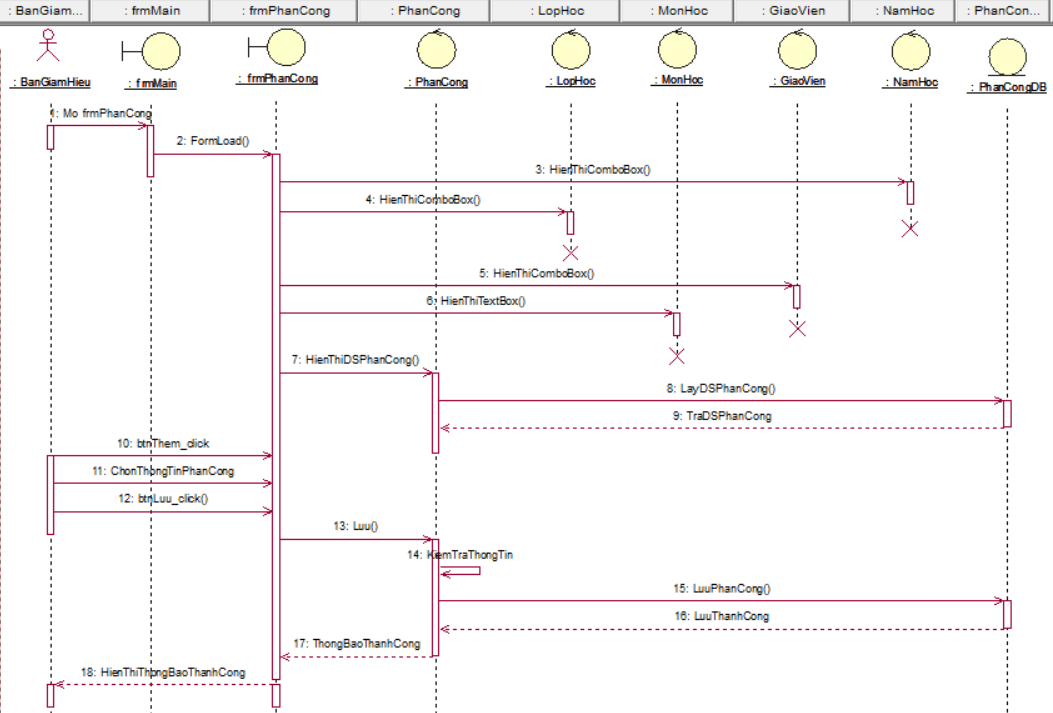 : BanGiam...
: frmMain
: frmPhanCong
: PhanCong
: LopHoc
: MonHoc
: GiaoVien
: NamHoc
: PhanCon...
: BanGiamHieu
: frmMain
: frmPhanCong
: PhanCong
: LopHoc
: MonHoc
: GiaoVien
: NamHoc
: PhanCongDB
1: Mo frmPhanCong
2: FormLoad()
3: HienThiComboBox()
4: HienThiComboBox()
5: HienThiComboBox()
6: HienThiTextBox()
7: HienThiDSPhanCong()
8: LayDSPhanCong()
9: TraDSPhanCong
10: btnThem_click
11: ChonThongTinPhanCong
12: btnLuu_click()
13: Luu()
14: KiemTraThongTin
15: LuuPhanCong()
16: LuuThanhCong
17: ThongBaoThanhCong
18: HienThiThongBaoThanhCong